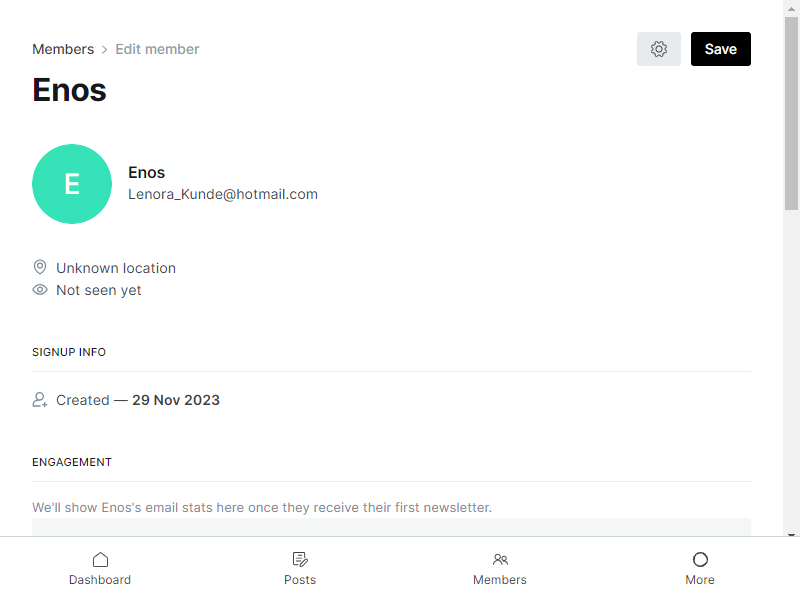 Members > Edit member
Save
Enos
E
Enos
Lenora_Kunde@hotmail.com
Unknown location
Not seen yet
SIGNUP INFO
Created — 29 Nov 2023
ENGAGEMENT
We'll show Enos's email stats here once they receive their first newsletter.
Dashboard
Posts
Members
More